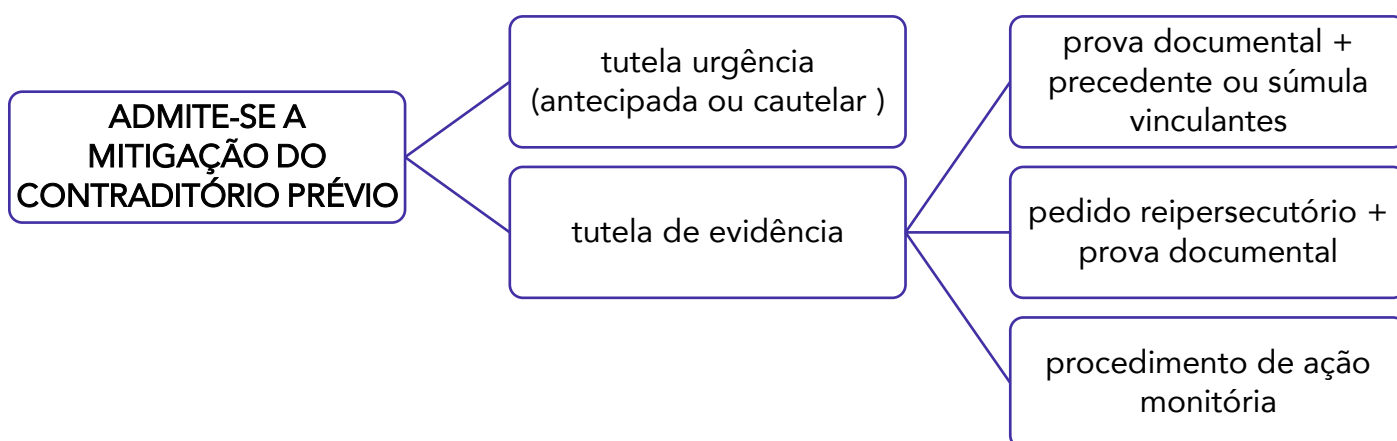 ADMITE-SE A
MITIGAÇÃO DO
CONTRADITÓRIO PRÉVIO
tutela urgência
(antecipada ou cautelar )
tutela de evidência
prova documental +
precedente ou súmula
vinculantes
pedido reipersecutório +
prova documental
procedimento de ação
monitória